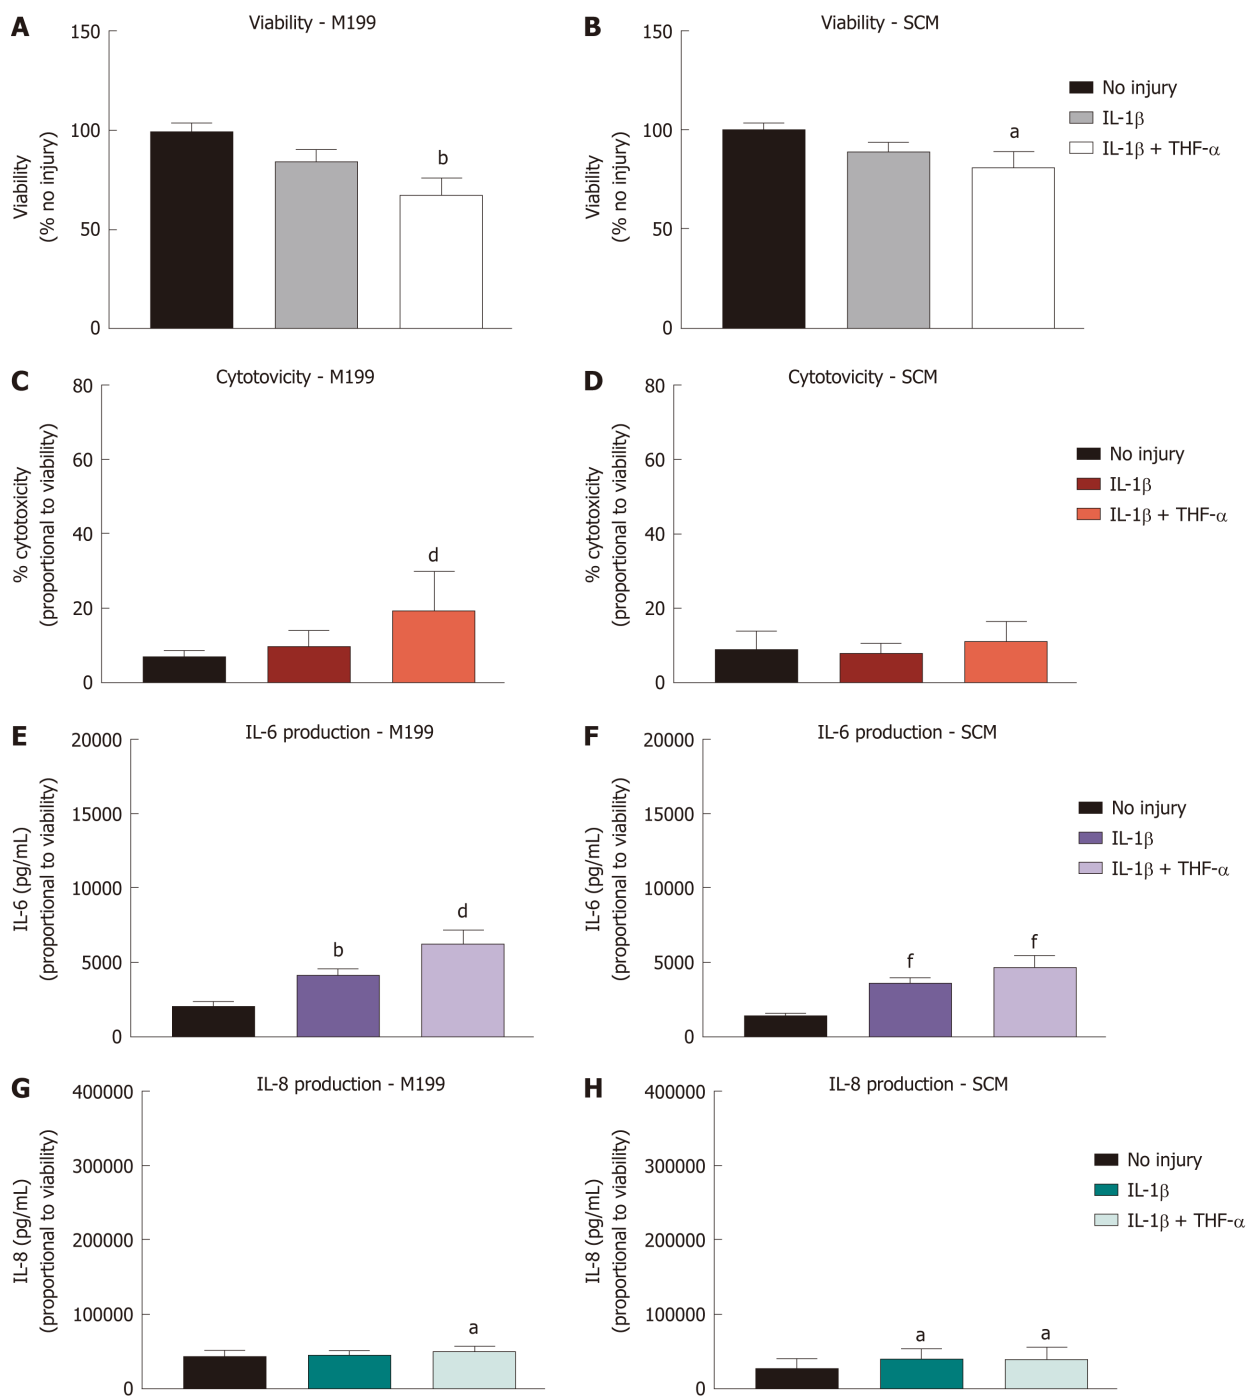 A
Viability - M199
150
100
50
0
Viability
(% no injury)
b
B
Viability - SCM
150
100
50
0
Viability
(% no injury)
a
No injury
IL-1β
IL-1β + THF-α
C
Cytotovicity - M199
80
60
40
20
0
% cytotoxicity
(proportional to viability)
d
D
Cytotovicity - SCM
80
60
40
20
0
% cytotoxicity
(proportional to viability)
No injury
IL-1β
IL-1β + THF-α
E
IL-6 production - M199
20000
15000
10000
5000
0
IL-6 (pg/mL)
(proportional to viability)
b
d
F
IL-6 production - SCM
20000
15000
10000
5000
0
IL-6 (pg/mL)
(proportional to viability)
f
f
No injury
IL-1β
IL-1β + THF-α
G
IL-8 production - M199
400000
300000
200000
100000
0
IL-8 (pg/mL)
(proportional to viability)
a
H
IL-8 production - SCM
400000
300000
200000
100000
0
IL-8 (pg/mL)
(proportional to viability)
a
a
No injury
IL-1β
IL-1β + THF-α